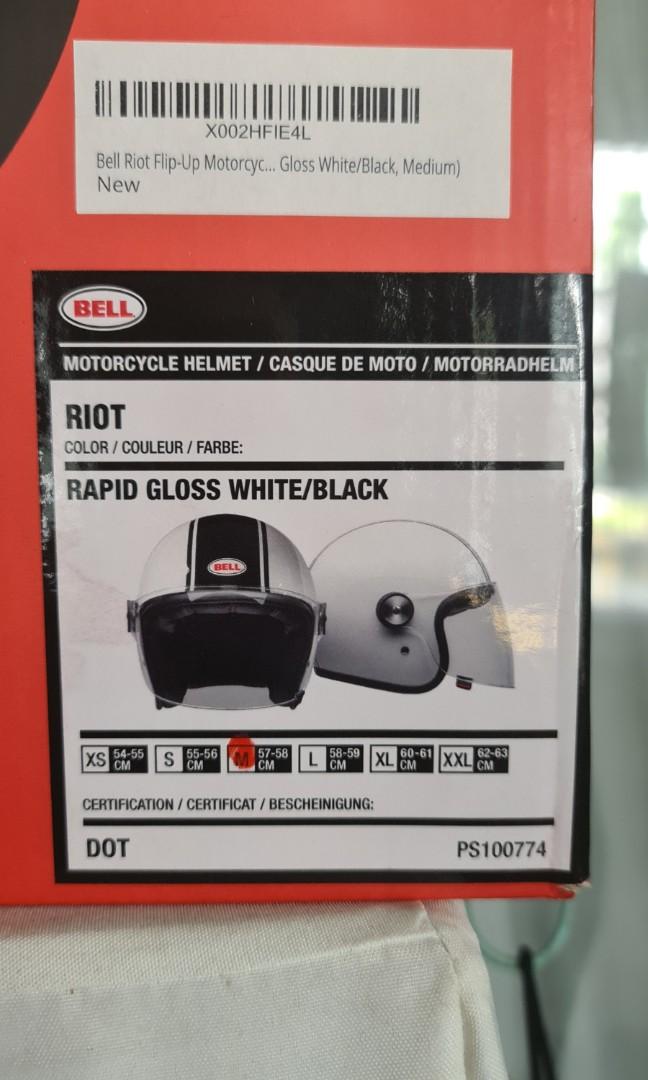 X002HFIE4L
Bell Riot Flip-Up Motorcyc... Gloss White/Black, Medium)
New
BELL
MOTORCYCLE HELMET / CASQUE DE MOTO / MOTORRADHELM
RIOT
COLOR / COULEUR / FARBE:
RAPID GLOSS WHITE/BLACK
BELL
XS 54-55 CM S 55-56 CM M 57-58 CM L 58-59 CM XL 60-61 CM XXL 62-63 CM
CERTIFICATION / CERTIFICAT / BESCHEINIGUNG:
DOT PS100774